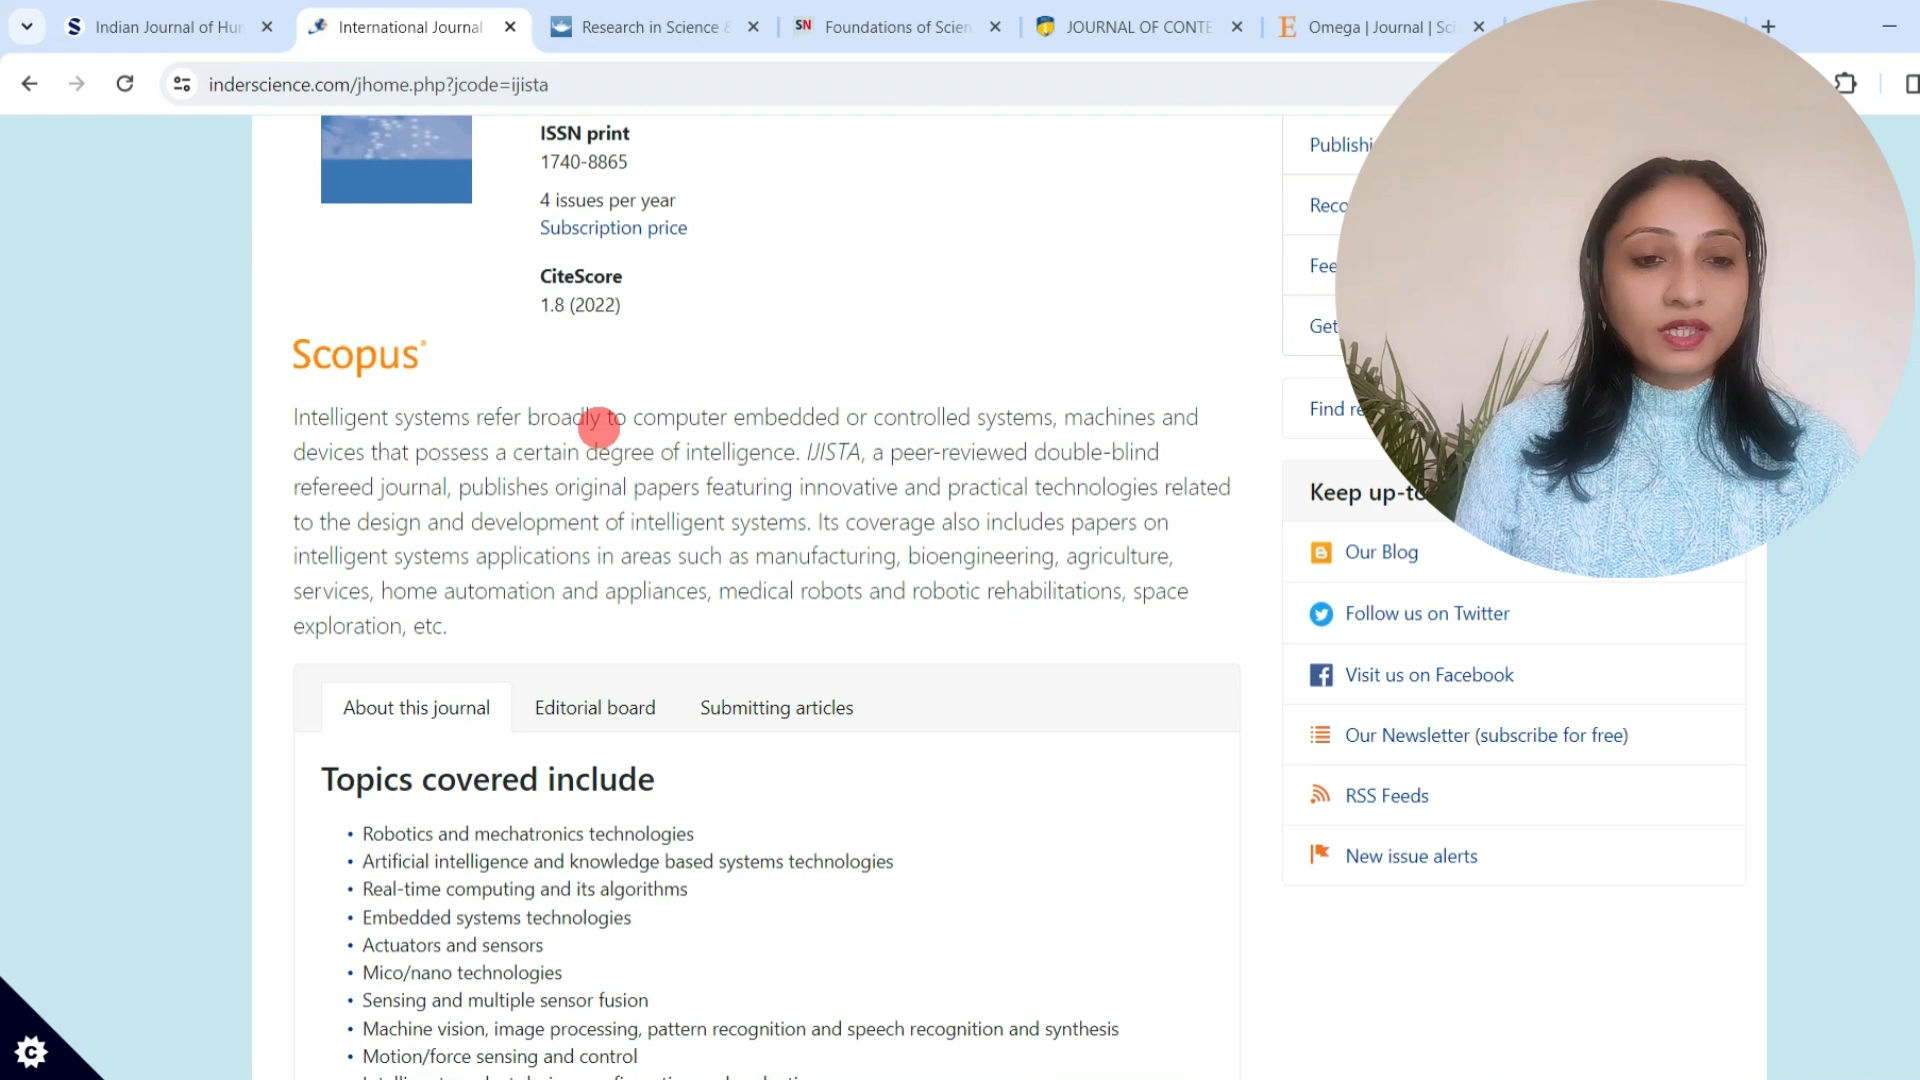 Indian Journal of Hur
International Journal
Research in Science &
SN Foundations of Scien
JOURNAL OF CONTE
Omega | Journal | Sci
inderscience.com/jhome.php?jcode=ijista
ISSN print
1740-8865
4 issues per year
Subscription price
CiteScore
1.8 (2022)
Scopus®
Intelligent systems refer broadly to computer embedded or controlled systems, machines and
devices that possess a certain degree of intelligence. IJISTA, a peer-reviewed double-blind
refereed journal, publishes original papers featuring innovative and practical technologies related
to the design and development of intelligent systems. Its coverage also includes papers on
intelligent systems applications in areas such as manufacturing, bioengineering, agriculture,
services, home automation and appliances, medical robots and robotic rehabilitations, space
exploration, etc.
About this journal
Editorial board
Submitting articles
Topics covered include
• Robotics and mechatronics technologies
• Artificial intelligence and knowledge based systems technologies
• Real-time computing and its algorithms
• Embedded systems technologies
• Actuators and sensors
• Mico/nano technologies
• Sensing and multiple sensor fusion
• Machine vision, image processing, pattern recognition and speech recognition and synthesis
• Motion/force sensing and control
Publishi
Reco
Fee
Get
Find re
Keep up-to
Our Blog
Follow us on Twitter
Visit us on Facebook
Our Newsletter (subscribe for free)
RSS Feeds
New issue alerts